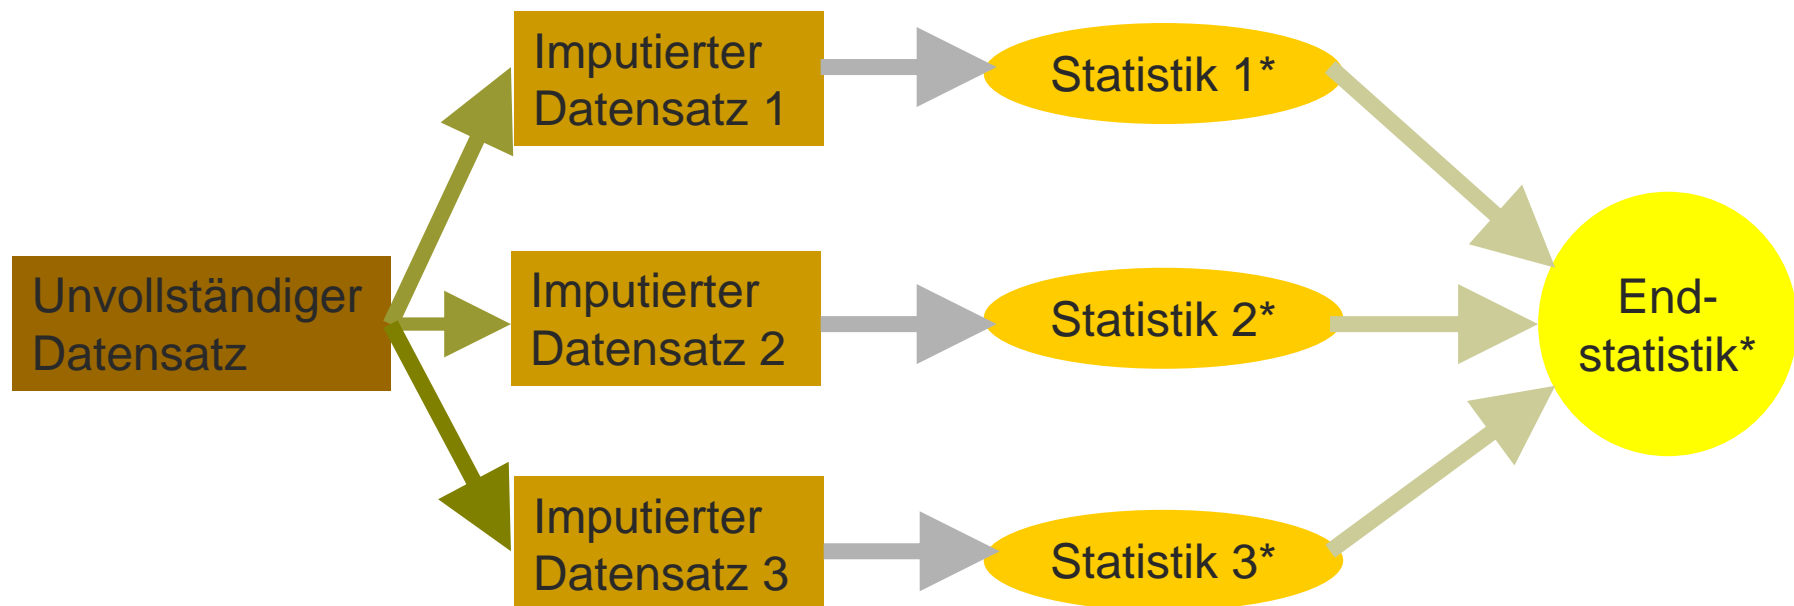 Unvollständiger
Datensatz
Imputierter
Datensatz 1
Imputierter
Datensatz 2
Imputierter
Datensatz 3
Statistik 1*
Statistik 2*
Statistik 3*
End-
statistik*